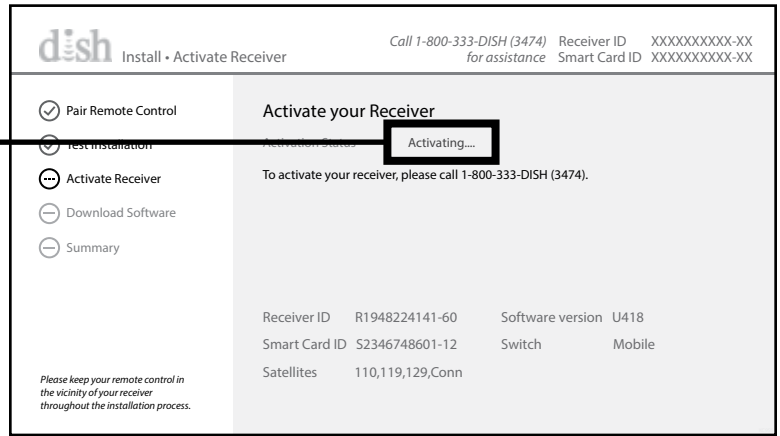 dish Install • Activate Receiver
Call 1-800-333-DISH (3474) Receiver ID XXXXXXXXXX-XX
for assistance Smart Card ID XXXXXXXXXX-XX
Pair Remote Control
Test Installation
Activate Receiver
Download Software
Summary
Please keep your remote control in
the vicinity of your receiver
throughout the installation process.
Activate your Receiver
Activation Status Activating....
To activate your receiver, please call 1-800-333-DISH (3474).
Receiver ID R1948224141-60 Software version U418
Smart Card ID S2346748601-12 Switch Mobile
Satellites 110,119,129,Conn